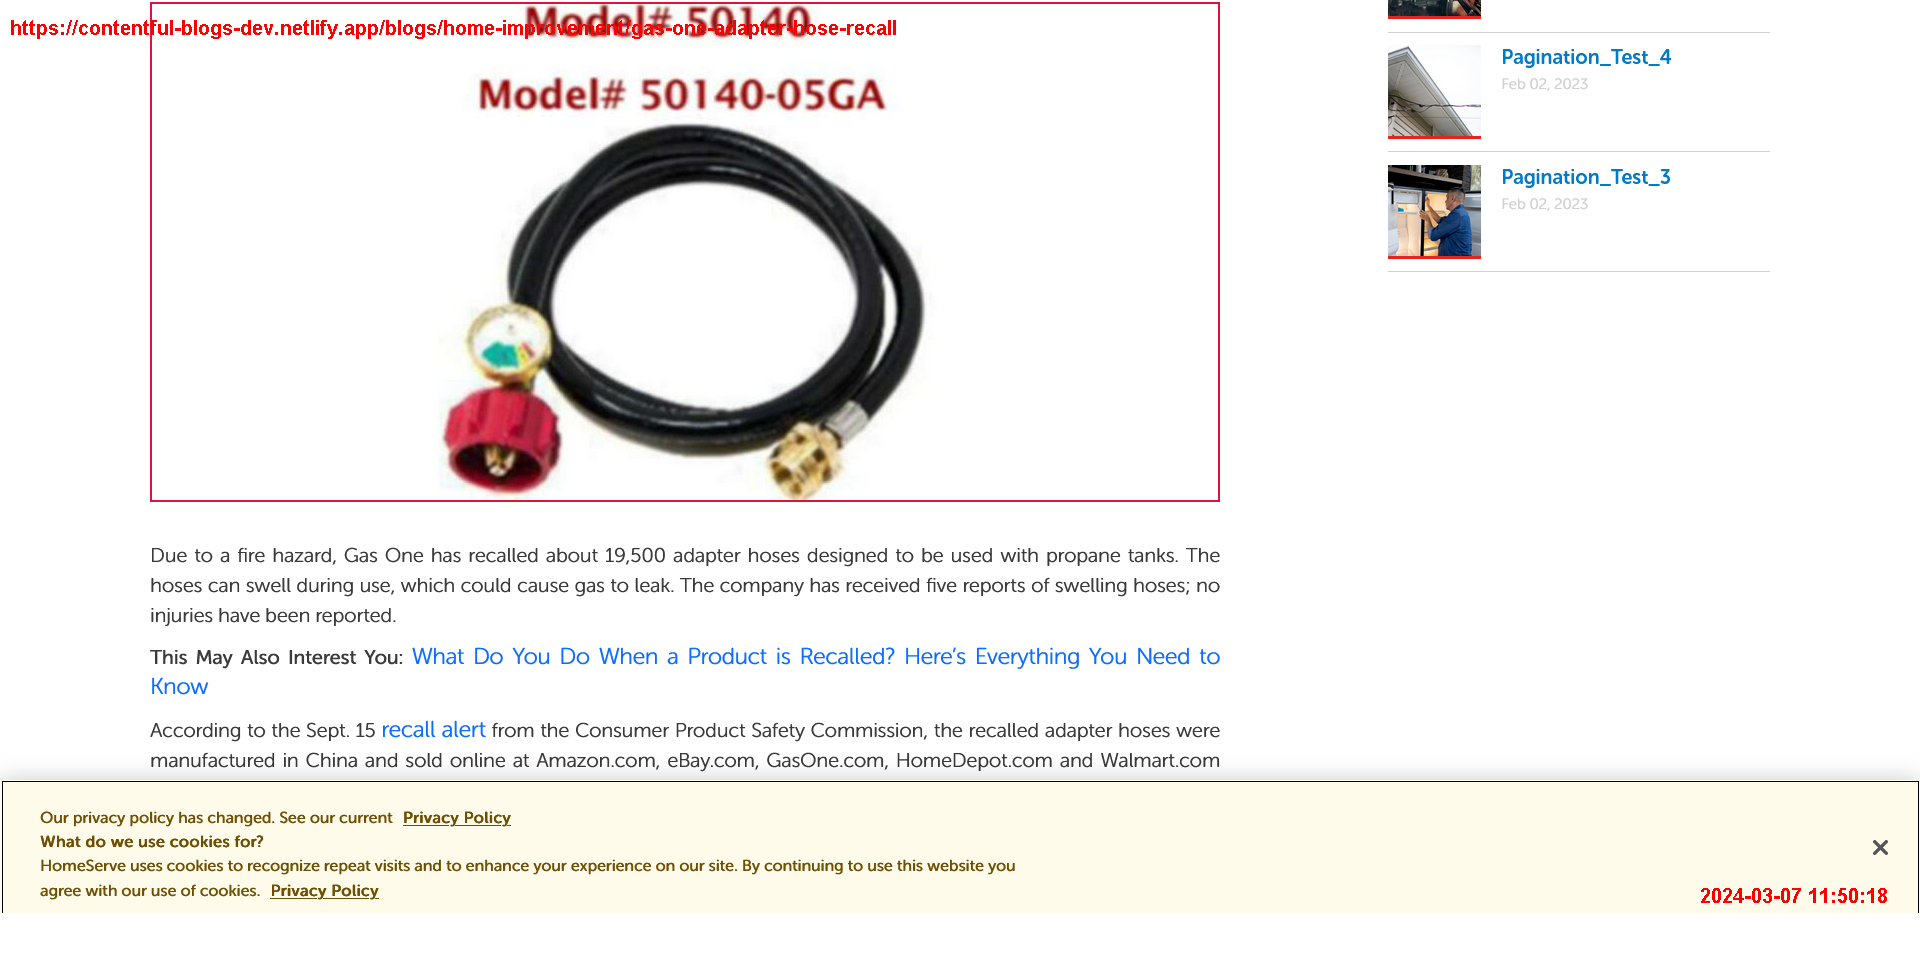 Model# 50140
https://contentful-blogs-dev.netlify.app/blogs/home-improvement/gas-one-adapter-hose-recall
Model# 50140-05GA
Pagination_Test_4
Feb 02, 2023
Pagination_Test_3
Feb 02, 2023
Due to a fire hazard, Gas One has recalled about 19,500 adapter hoses designed to be used with propane tanks. The
hoses can swell during use, which could cause gas to leak. The company has received five reports of swelling hoses; no
injuries have been reported.
This May Also Interest You: What Do You Do When a Product is Recalled? Here’s Everything You Need to
Know
According to the Sept. 15 recall alert from the Consumer Product Safety Commission, the recalled adapter hoses were
manufactured in China and sold online at Amazon.com, eBay.com, GasOne.com, HomeDepot.com and Walmart.com
Our privacy policy has changed. See our current Privacy Policy
What do we use cookies for?
HomeServe uses cookies to recognize repeat visits and to enhance your experience on our site. By continuing to use this website you
agree with our use of cookies. Privacy Policy
2024-03-07 11:50:18